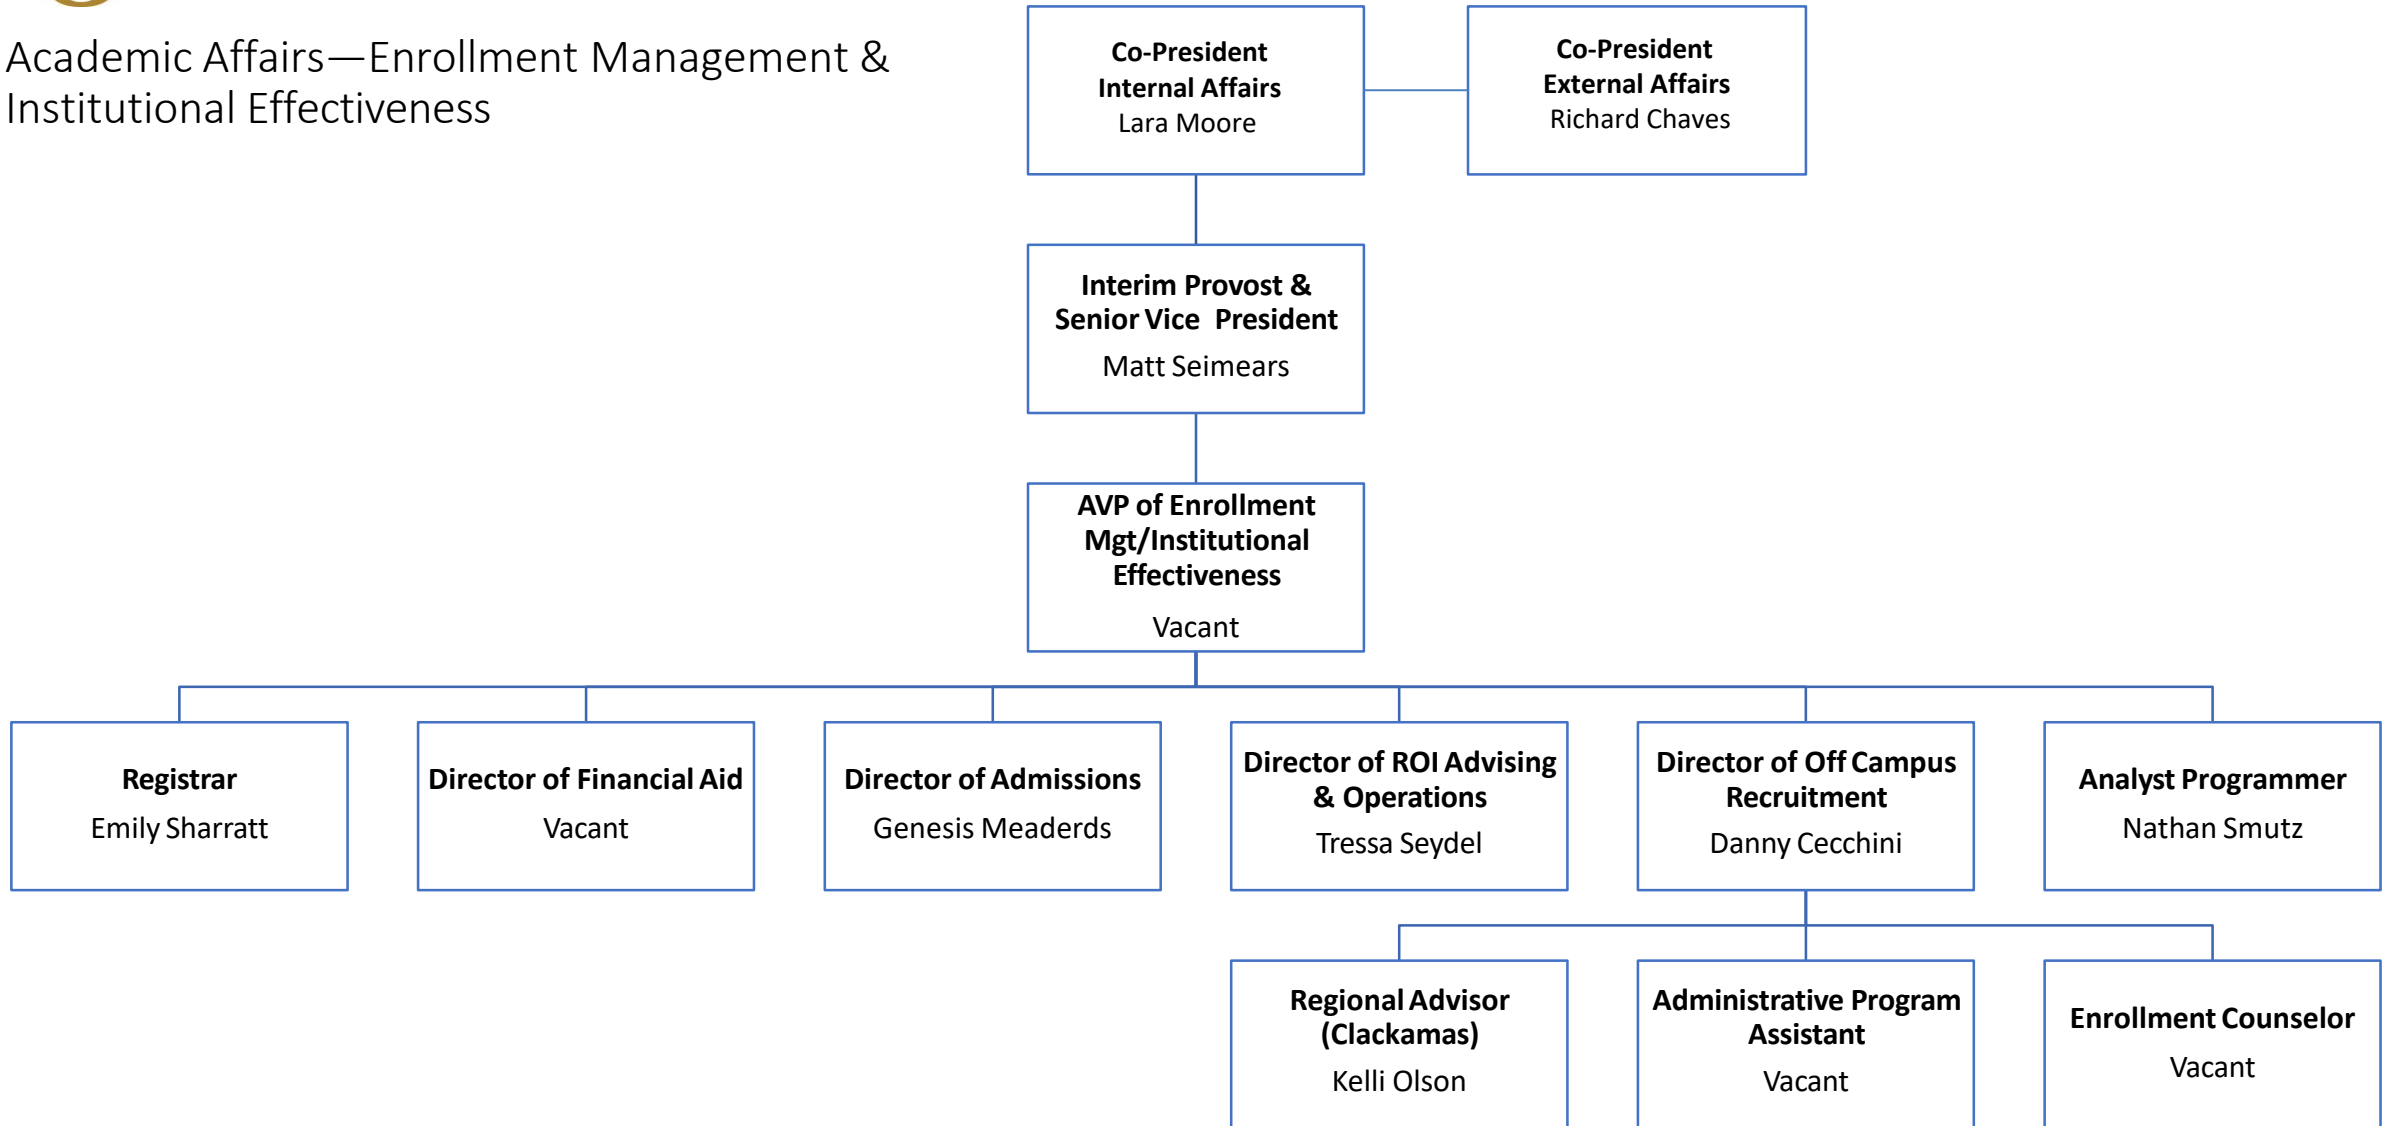 Academic Affairs—Enrollment Management &
Institutional Effectiveness
Co-President
Internal Affairs
Lara Moore
Co-President
External Affairs
Richard Chaves
Interim Provost &
Senior Vice President
Matt Seimears
AVP of Enrollment
Mgt/Institutional
Effectiveness
Vacant
Registrar
Emily Sharratt
Director of Financial Aid
Vacant
Director of Admissions
Genesis Meaderds
Director of ROI Advising
& Operations
Tressa Seydel
Director of Off Campus
Recruitment
Danny Cecchini
Analyst Programmer
Nathan Smutz
Regional Advisor
(Clackamas)
Kelli Olson
Administrative Program
Assistant
Vacant
Enrollment Counselor
Vacant